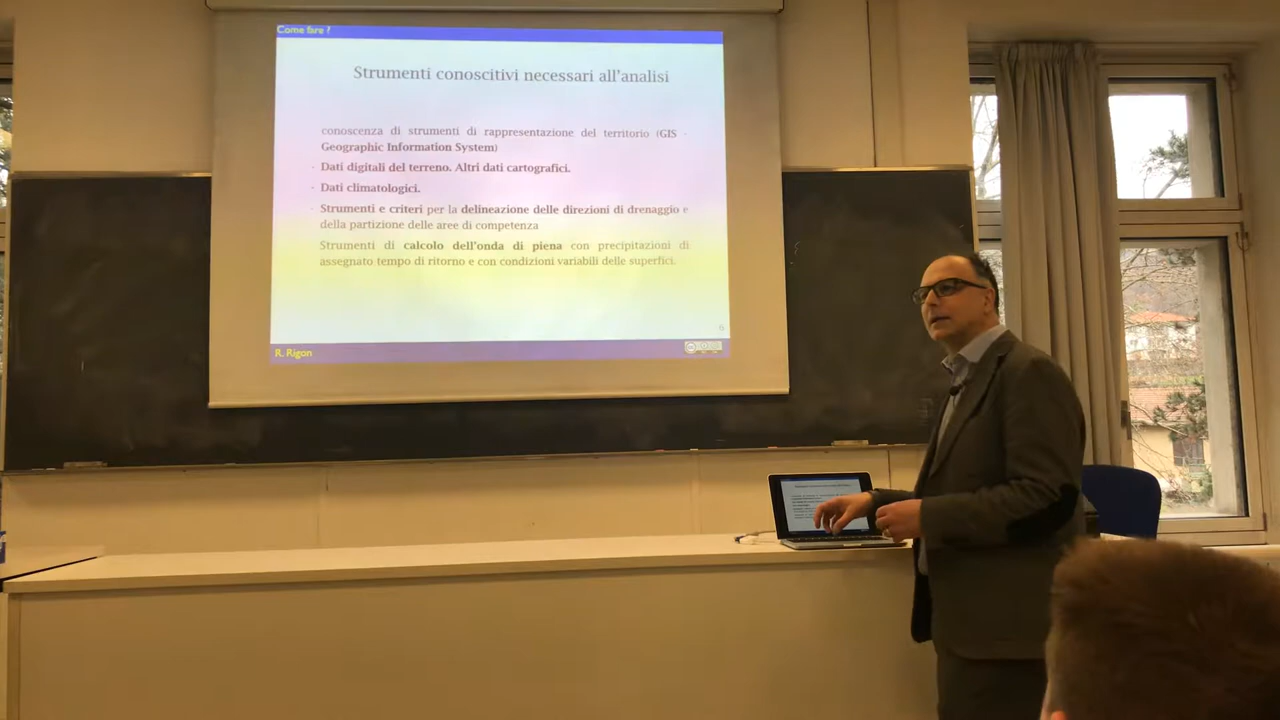 Come fare ?
Strumenti conoscitivi necessari all'analisi
conoscenza di strumenti di rappresentazione del territorio (GIS -
Geographic Information System)
- Dati digitali del terreno. Altri dati cartografici.
- Dati climatologici.
- Strumenti e criteri per la delineazione delle direzioni di drenaggio e
della partizione delle aree di competenza
Strumenti di calcolo dell'onda di piena con precipitazioni di
assegnato tempo di ritorno e con condizioni variabili delle superfici.
R. Rigon